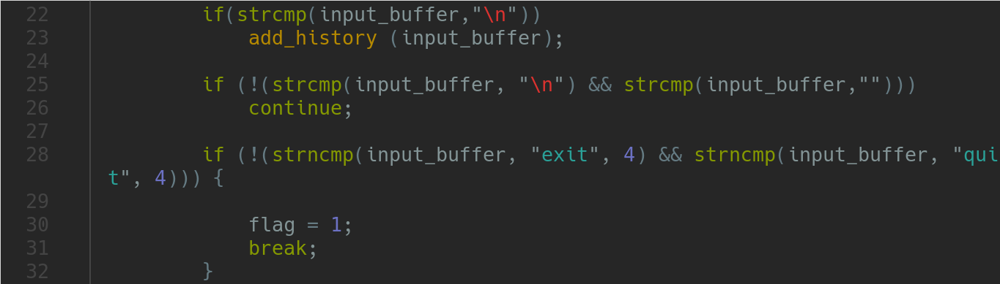 22 if(strcmp(input_buffer,"\n"))
23 add_history (input_buffer);
24
25 if (!(strcmp(input_buffer, "\n") && strcmp(input_buffer,"")))
26 continue;
27
28 if (!(strncmp(input_buffer, "exit", 4) && strncmp(input_buffer, "qui
t", 4))) {
29
30 flag = 1;
31 break;
32 }